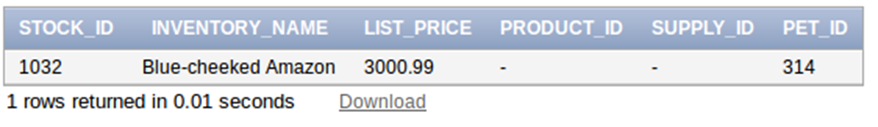 STOCK_ID INVENTORY_NAME LIST_PRICE PRODUCT_ID SUPPLY_ID PET_ID
1032 Blue-cheeked Amazon 3000.99 - - 314
1 rows returned in 0.01 seconds Download